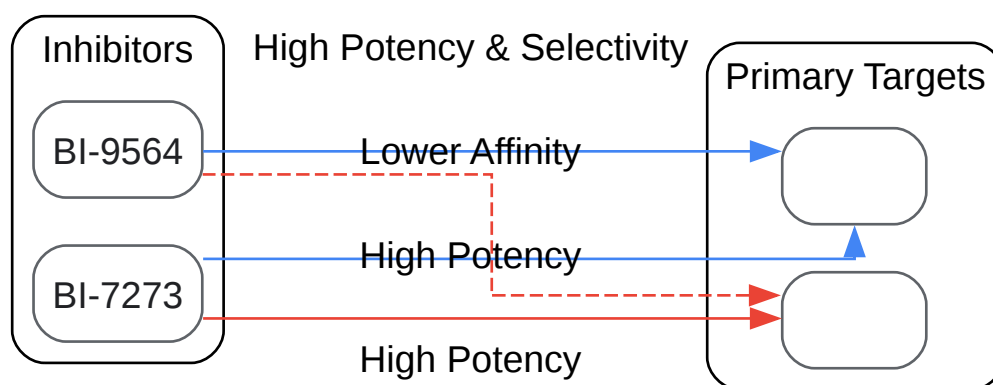 Inhibitors
High Potency & Selectivity
Primary Targets
BI-9564
Lower Affinity
High Potency
BI-7273
High Potency